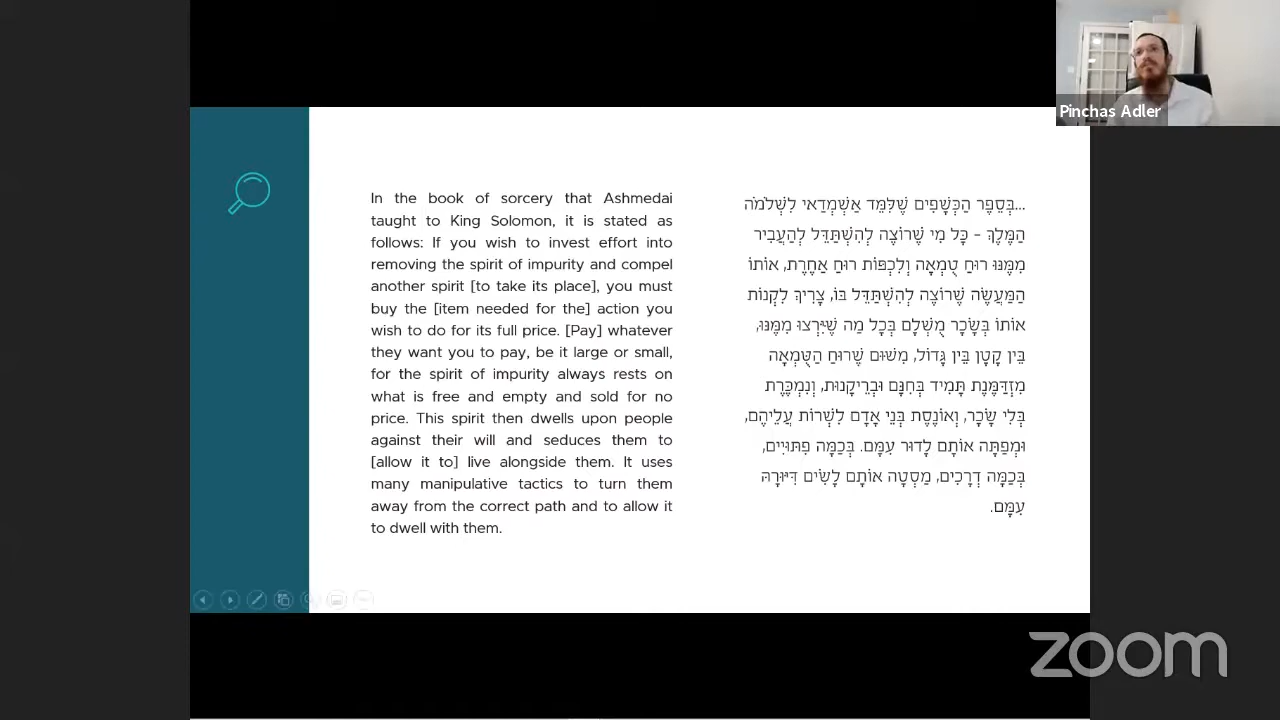 Pinchas Adler
In the book of sorcery that Ashmedai
taught to King Solomon, it is stated as
follows: If you wish to invest effort into
removing the spirit of impurity and compel
another spirit [to take its place], you must
buy the [item needed for the] action you
wish to do for its full price. [Pay] whatever
they want you to pay, be it large or small,
for the spirit of impurity always rests on
what is free and empty and sold for no
price. This spirit then dwells upon people
against their will and seduces them to
[allow it to] live alongside them. It uses
many manipulative tactics to turn them
away from the correct path and to allow it
to dwell with them.
...בְּסֵפֶר הַכְּשָׁפִים שֶׁלִּמֵּד אַשְׁמְדַאי לִשְׁלֹמֹה
הַמֶּלֶךְ - כָּל מִי שֶׁרוֹצֶה לְהִשְׁתַּדֵּל לְהַעֲבִיר
מִמֶּנּוּ רוּחַ טֻמְאָה וְלִכְפּוֹת רוּחַ אַחֶרֶת, אוֹתוֹ
הַמַּעֲשֶׂה שֶׁרוֹצֶה לְהִשְׁתַּדֵּל בּוֹ, צָרִיךְ לִקְנוֹת
אוֹתוֹ בְּשָׂכָר מֻשְׁלָם בְּכָל מַה שֶּׁיִּרְצוּ מִמֶּנּוּ,
בֵּין קָטָן בֵּין גָּדוֹל, מִשּׁוּם שֶׁרוּחַ הַטֻּמְאָה
מִזְדַּמֶּנֶת תָּמִיד בְּחִנָּם וּבְרֵיקָנוּת, וְנִמְכֶּרֶת
בְּלִי שָׂכָר, וְאוֹנֶסֶת בְּנֵי אָדָם לִשְׁרוֹת עֲלֵיהֶם,
וּמְפַתָּה אוֹתָם לָדוּר עִמָּם. בְּכַמָּה פִתּוּיִים,
בְּכַמָּה דְרָכִים, מַסְטָה אוֹתָם לָשִׂים דִּיּוּרָהּ
עִמָּם.
zoom